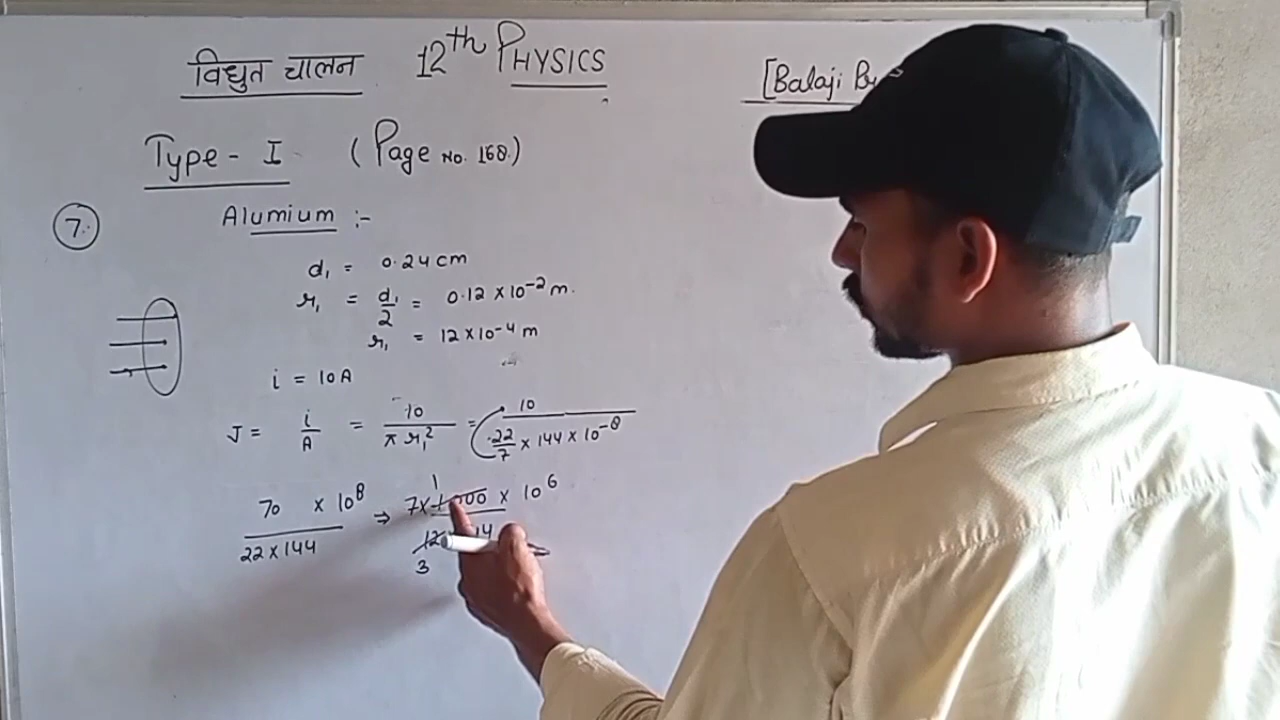 विद्युत चालन 12th PHYSICS [Balaji
Type - I (Page No. 168.)
7. Alumium :-
d₁ = 0.24 cm
r₁ = d₁/2 = 0.12 × 10⁻² m.
r₁ = 12 × 10⁻⁴ m
i = 10A
J = i/A = 10/π r₁² = 10/(22/7 × 144 × 10⁻⁸)
70 × 10⁸/22 × 144 ⇒ 7 × 1000 × 10⁶
1
3